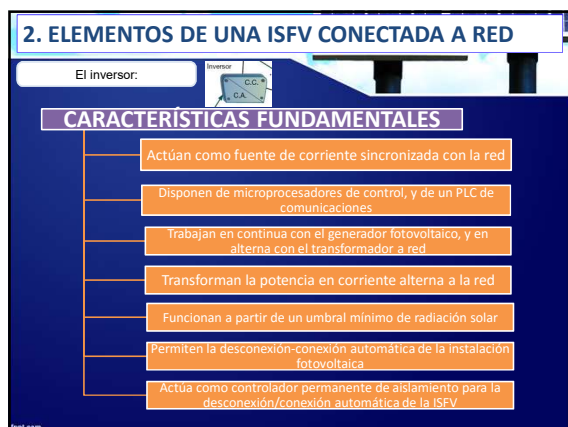 2. ELEMENTOS DE UNA ISFV CONECTADA A RED
El inversor:
Inversor
C.C.
C.A.
CARACTERÍSTICAS FUNDAMENTALES
Actúan como fuente de corriente sincronizada con la red
Disponen de microprocesadores de control, y de un PLC de
comunicaciones
Trabajan en continua con el generador fotovoltaico, y en
alterna con el transformador a red
Transforman la potencia en corriente alterna a la red
Funcionan a partir de un umbral mínimo de radiación solar
Permiten la desconexión-conexión automática de la instalación
fotovoltaica
Actúa como controlador permanente de aislamiento para la
desconexión/conexión automática de la ISFV